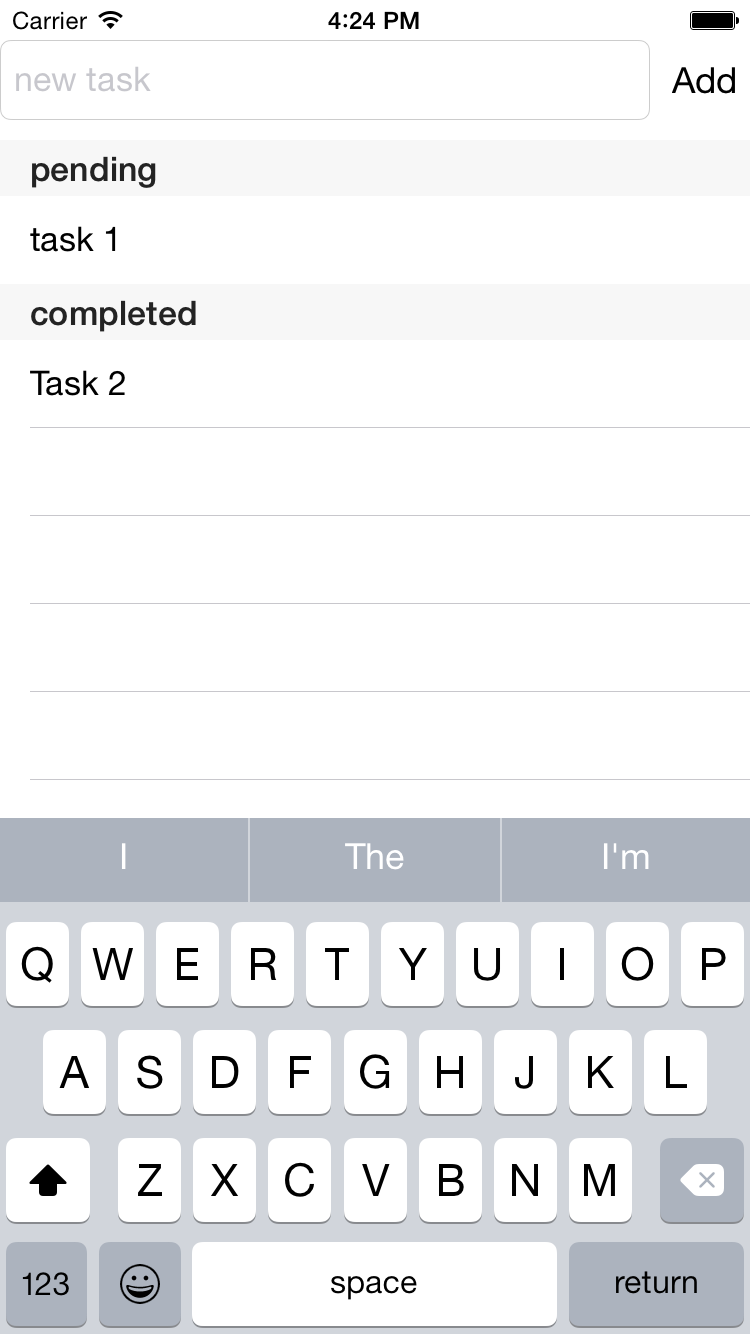 Carrier 4:24 PM
new task Add
pending
task 1
completed
Task 2
I The I'm
Q W E R T Y U I O P
A S D F G H J K L
Z X C V B N M
123 space return